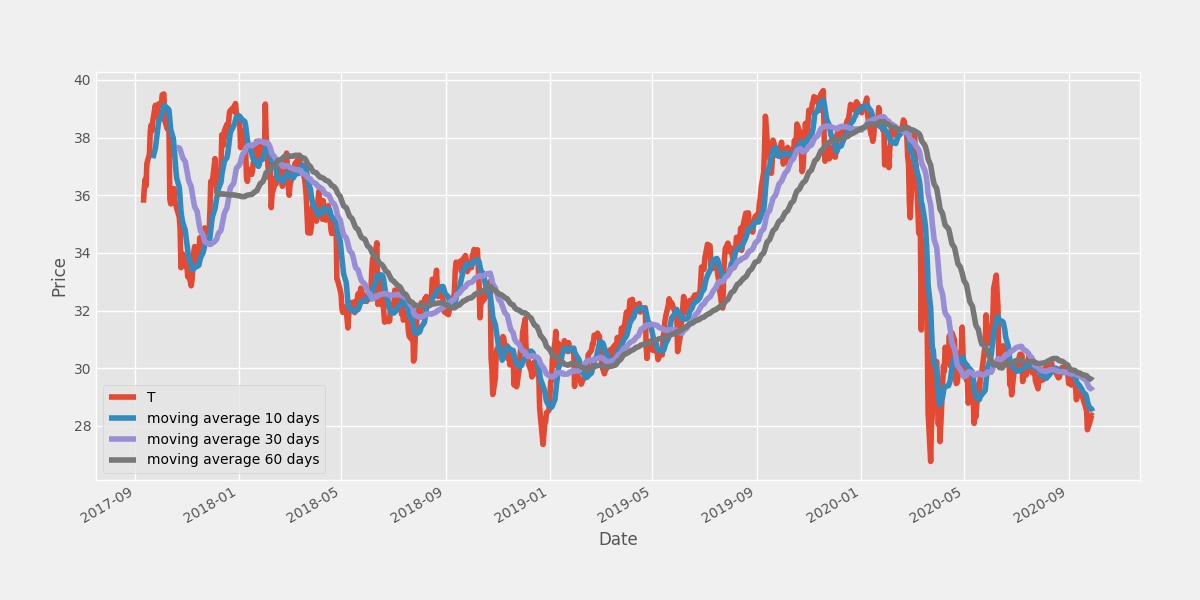 40
38
36
34
32
30
28
Price
T
moving average 10 days
moving average 30 days
moving average 60 days
2017-09
2018-01
2018-05
2018-09
2019-01
2019-05
2019-09
2020-01
2020-05
2020-09
Date